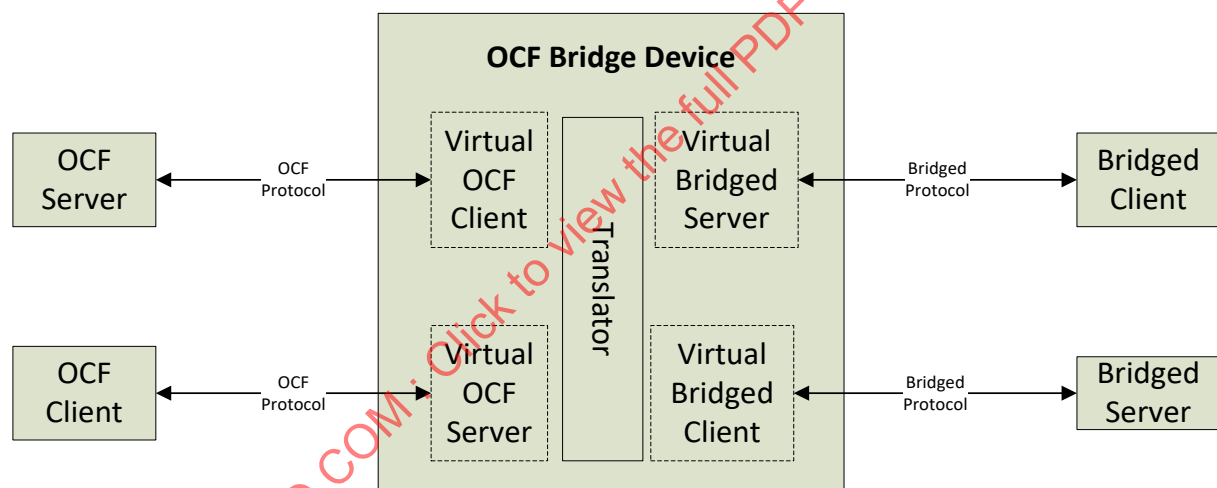 OCF Bridge Device
OCF
Server
OCF
Protocol
Virtual
OCF
Client
Translator
Virtual
Bridged
Server
Bridged
Protocol
Bridged
Client
OCF
Client
OCF
Protocol
Virtual
OCF
Server
Virtual
Bridged
Client
Bridged
Protocol
Bridged
Server
COM : Click to view the full PDF